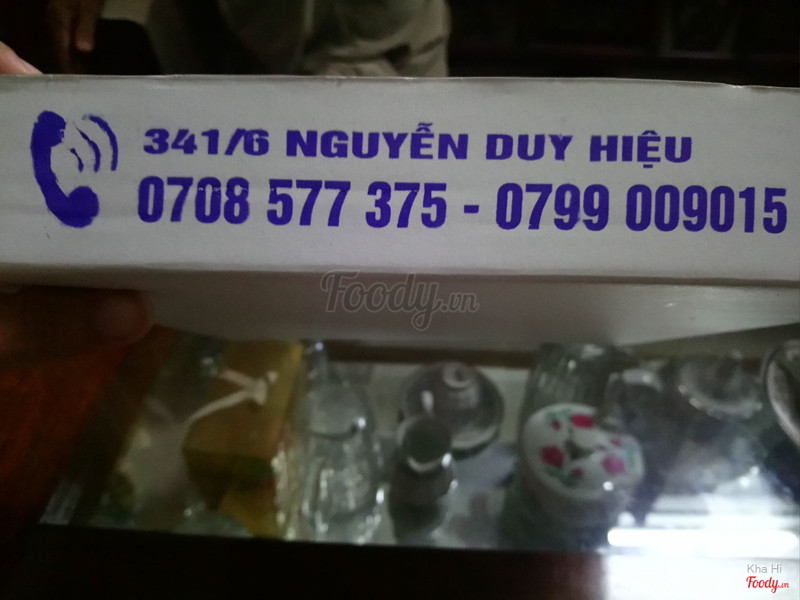 341/6 NGUYỄN DUY HIỆU
0708 577 375 - 0799 009015
Foody.vn
Kha Hi
Foody.vn